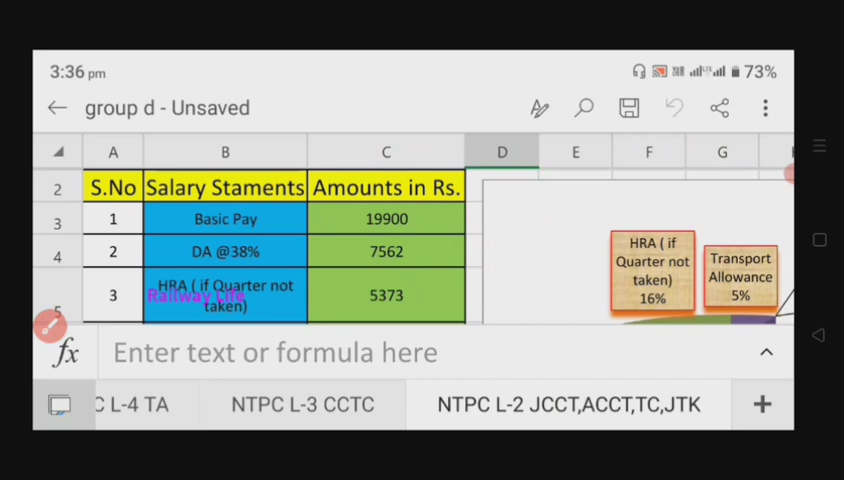 3:36 pm
73%
group d - Unsaved
A B C D E F G
2 S.No Salary Staments Amounts in Rs.
3 1 Basic Pay 19900
4 2 DA @38% 7562
5 3 HRA ( if Quarter not taken) 5373
Railway Life
HRA ( if
Quarter not
taken)
16%
Transport
Allowance
5%
fx Enter text or formula here
C L-4 TA NTPC L-3 CCTC NTPC L-2 JCCT,ACCT,TC,JTK +